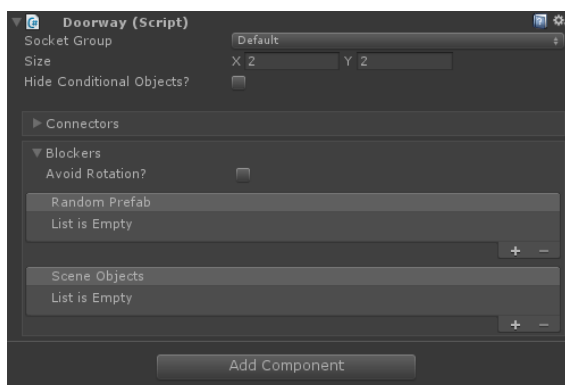 Doorway (Script)
Socket Group Default
Size X 2 Y 2
Hide Conditional Objects?
Connectors
Blockers
Avoid Rotation?
Random Prefab
List is Empty
+ −
Scene Objects
List is Empty
+ −
Add Component